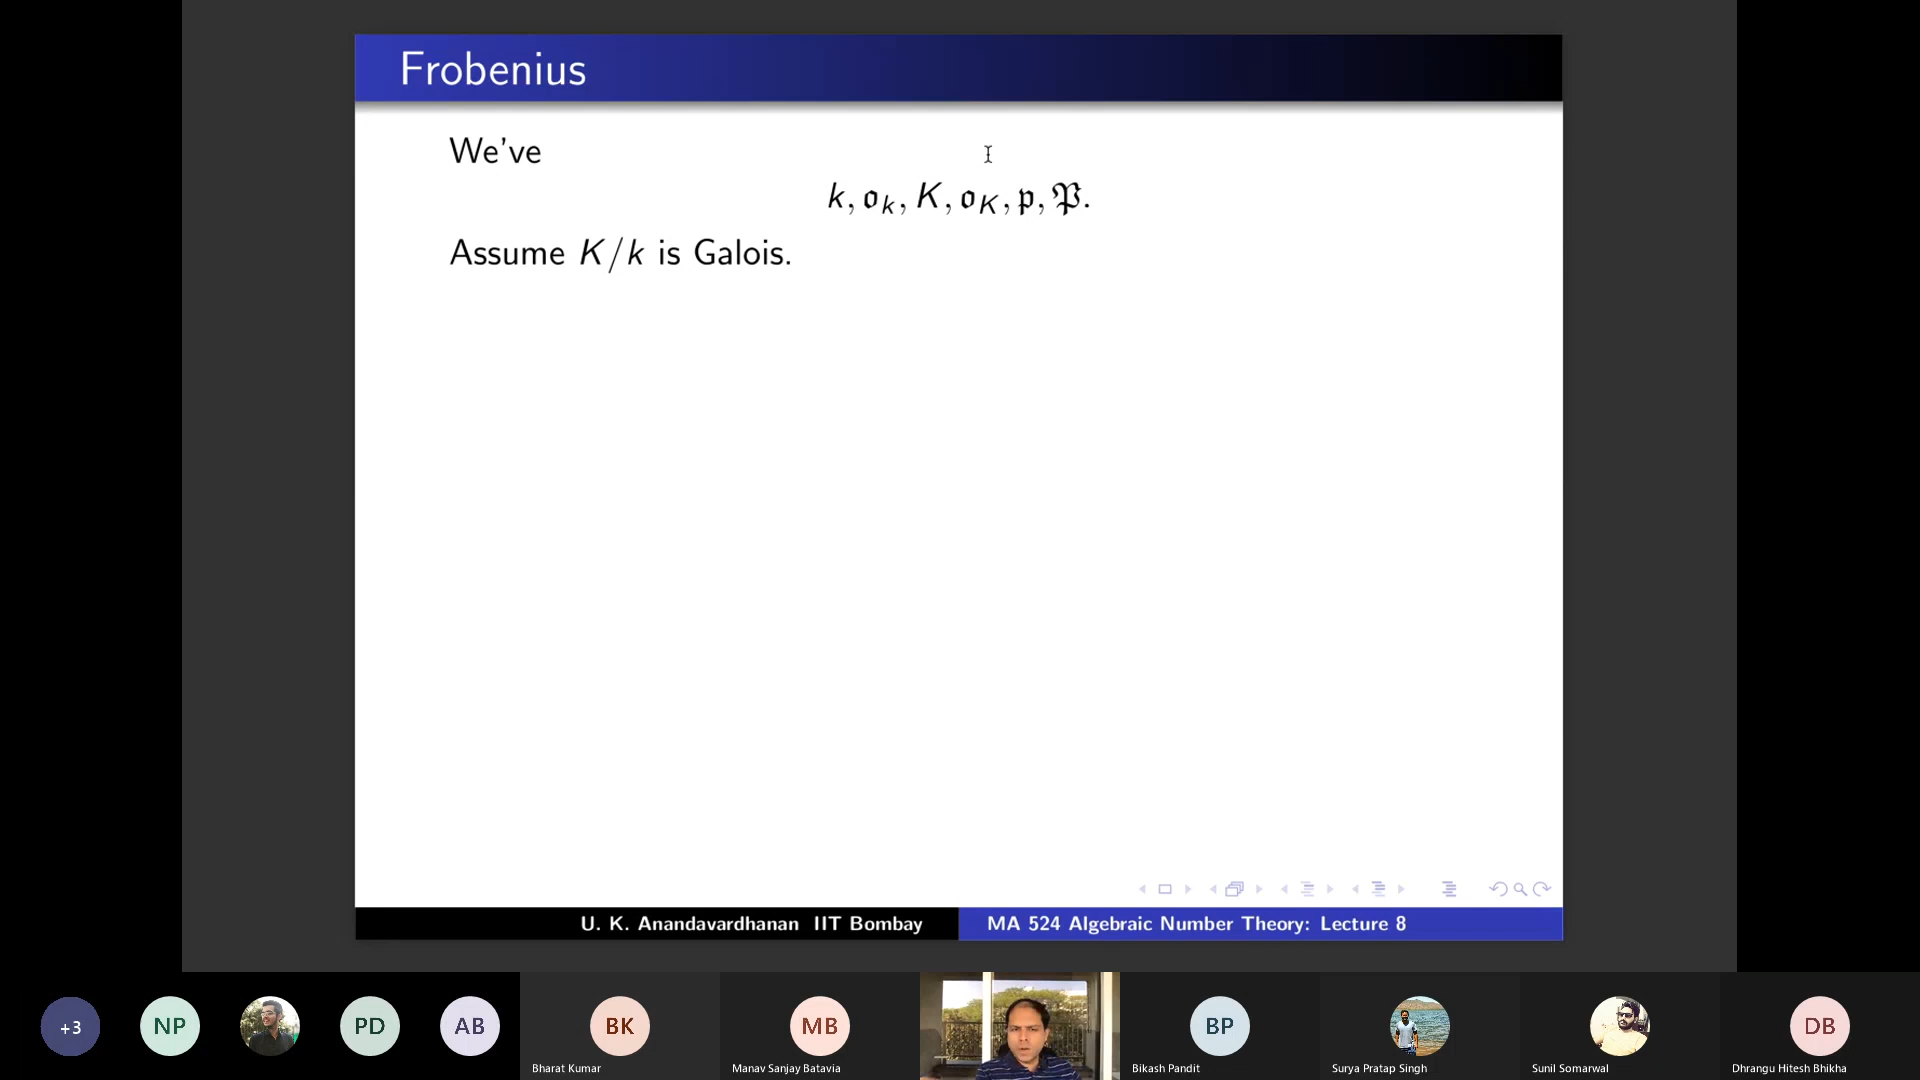 Frobenius
We've
k, 𝔬ₖ, K, 𝔬_K, 𝔭, 𝔓.
Assume K/k is Galois.
U. K. Anandavardhanan IIT Bombay
MA 524 Algebraic Number Theory: Lecture 8
+3
NP
PD
AB
BK
MB
BP
DB
Bharat Kumar
Manav Sanjay Batavia
Bikash Pandit
Surya Pratap Singh
Sunil Somarwal
Dhrangu Hitesh Bhikha